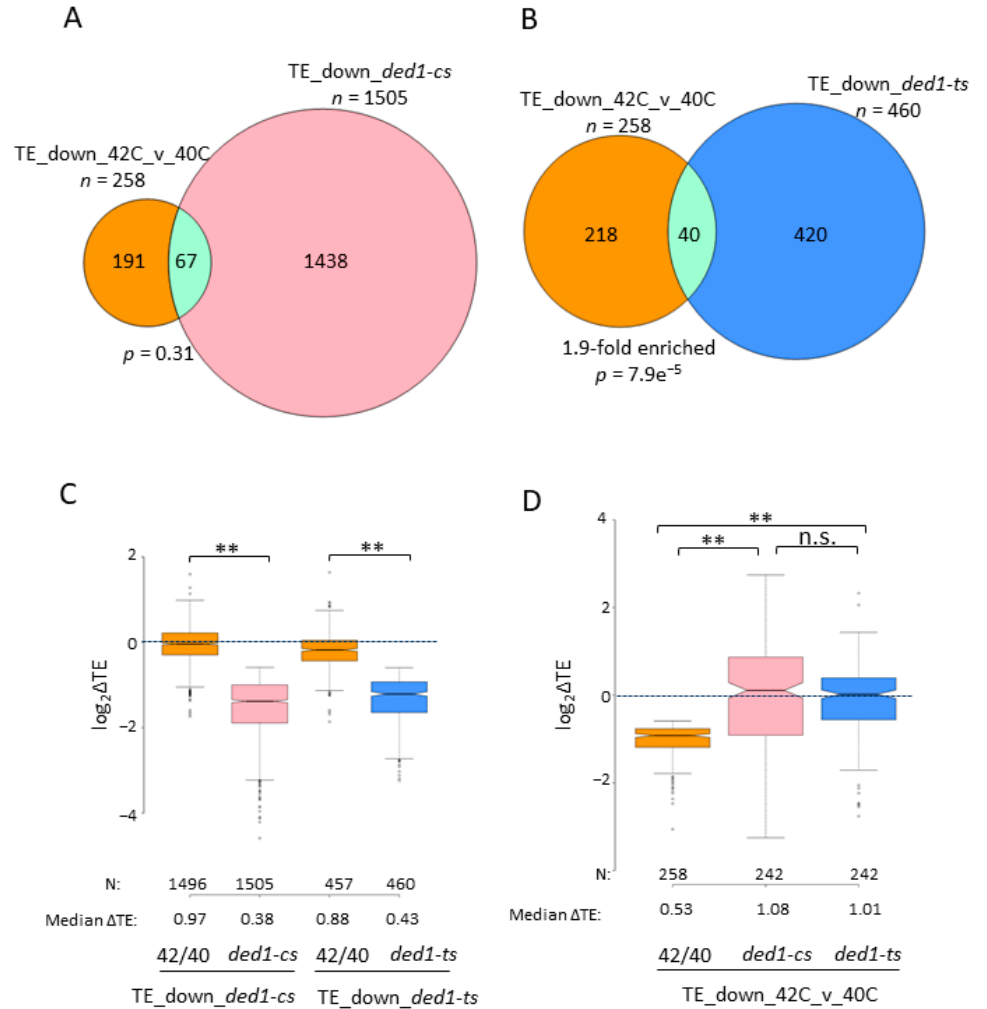 A
TE_down_ded1-cs
n = 1505
TE_down_42C_v_40C
n = 258
191
67
1438
p = 0.31
B
TE_down_ded1-ts
n = 460
TE_down_42C_v_40C
n = 258
218
40
420
1.9-fold enriched
p = 7.9e⁻⁵
C
** **
2
0
−2
−4
log₂ΔTE
N: 1496 1505 457 460
Median ΔTE: 0.97 0.38 0.88 0.43
42/40 ded1-cs 42/40 ded1-ts
TE_down_ded1-cs TE_down_ded1-ts
D
**
** n.s.
4
2
0
−2
log₂ΔTE
N: 258 242 242
Median ΔTE: 0.53 1.08 1.01
42/40 ded1-cs ded1-ts
TE_down_42C_v_40C